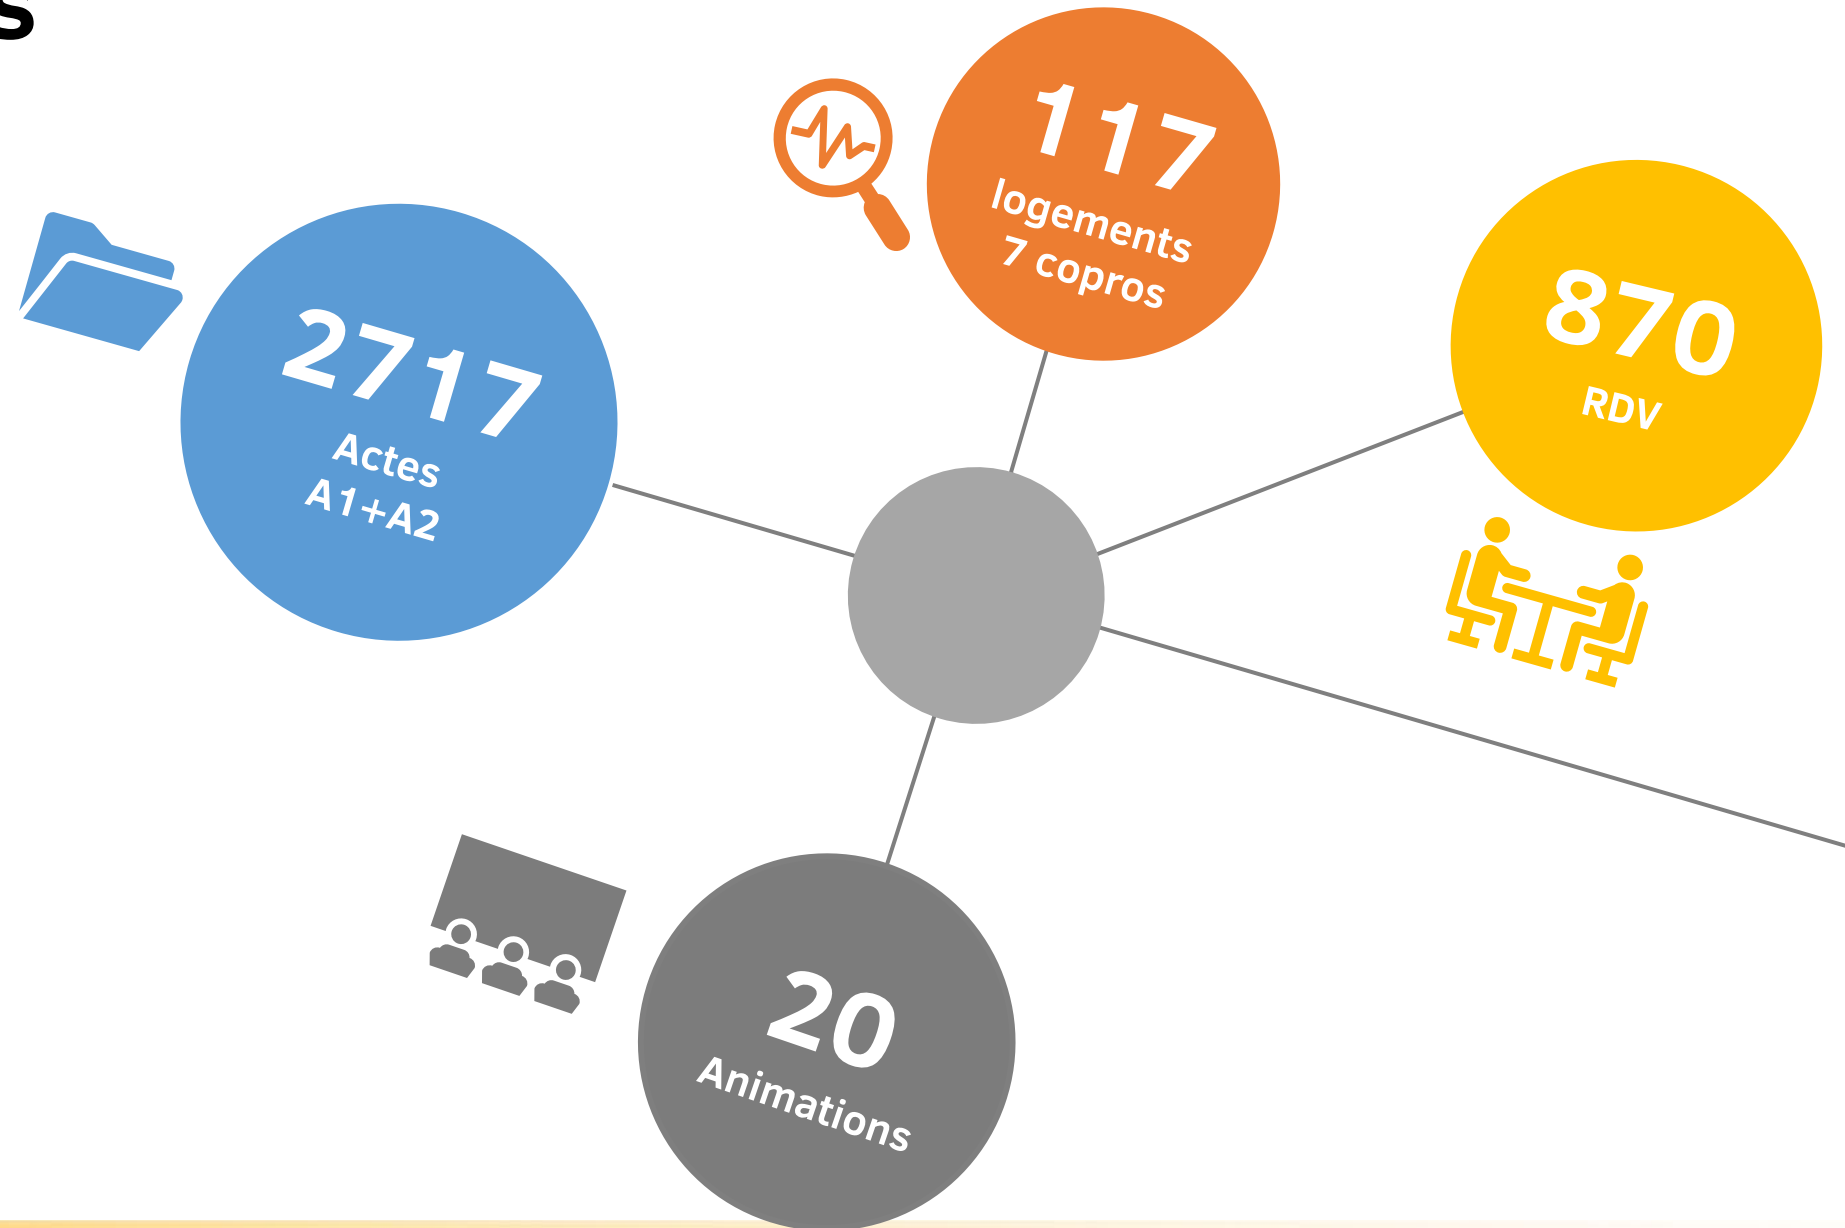 s
117
logements
7 copros
870
RDV
2717
Actes
A1+A2
20
Animations